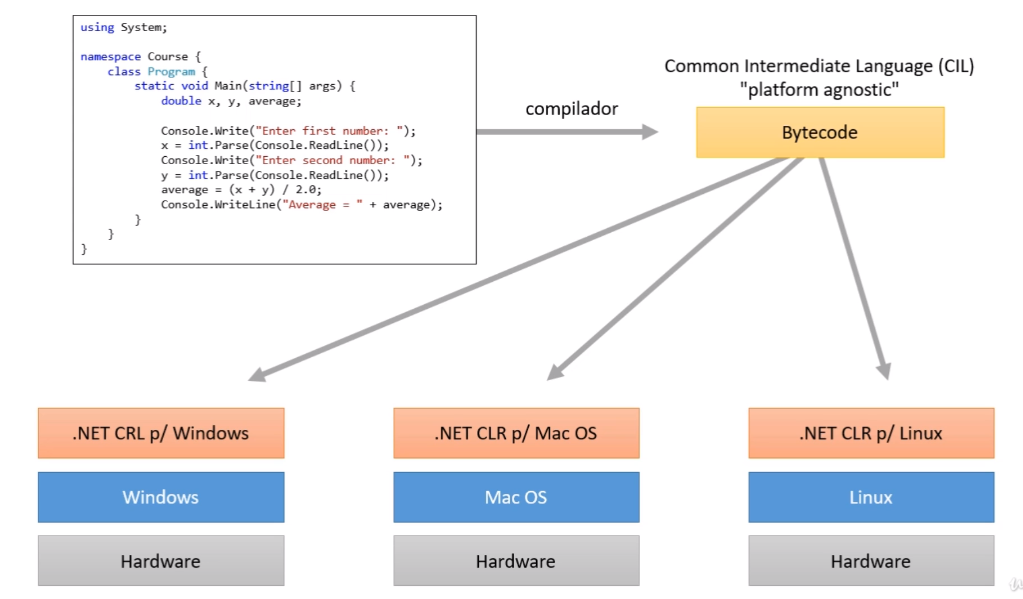 using System;
namespace Course {
class Program {
static void Main(string[] args) {
double x, y, average;
Console.Write("Enter first number: ");
x = int.Parse(Console.ReadLine());
Console.Write("Enter second number: ");
y = int.Parse(Console.ReadLine());
average = (x + y) / 2.0;
Console.WriteLine("Average = " + average);
}
}
}
compilador
Common Intermediate Language (CIL)
"platform agnostic"
Bytecode
.NET CRL p/ Windows
Windows
Hardware
.NET CLR p/ Mac OS
Mac OS
Hardware
.NET CLR p/ Linux
Linux
Hardware